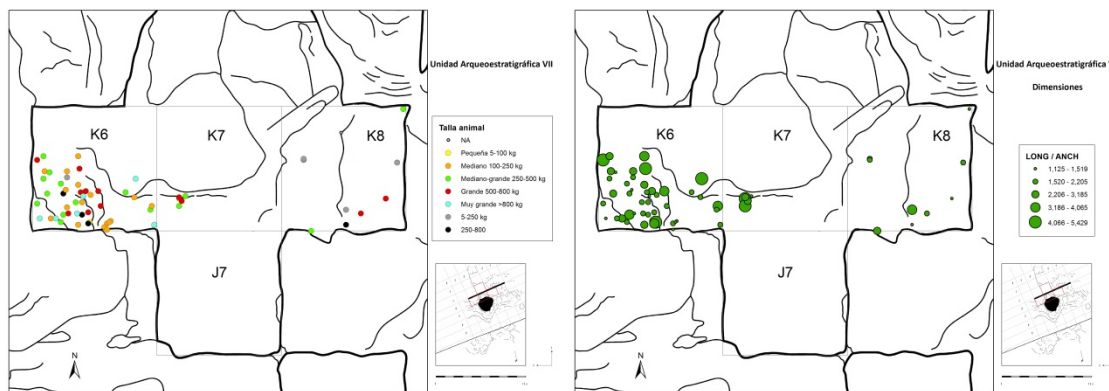 Unidad Arqueoestratigráfica VII
K6
K7
K8
J7
N
Talla animal
NA
Pequeña 5-100 kg
Mediano 100-250 kg
Mediano-grande 250-500 kg
Grande 500-800 kg
Muy grande >800 kg
5-250 kg
250-800
Unidad Arqueoestratigráfica
Dimensiones
K6
K7
K8
J7
N
LONG / ANCH
1,125 - 1,519
1,520 - 2,205
2,206 - 3,185
3,186 - 4,065
4,066 - 5,429